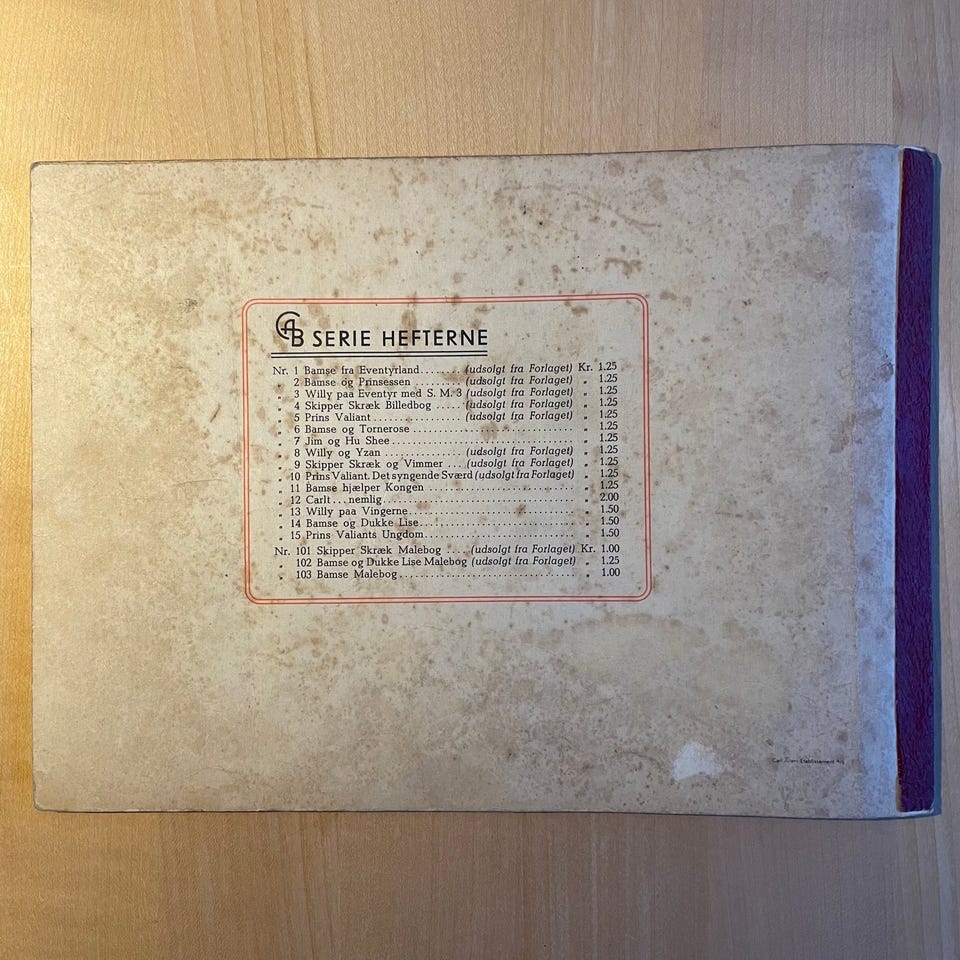 CAB SERIE HEFTERNE
Nr. 1 Bamse fra Eventyrland ........ (udsolgt fra Forlaget) Kr. 1.25
„ 2 Bamse og Prinsessen ......... (udsolgt fra Forlaget) „ 1.25
„ 3 Willy paa Eventyr med S. M. 3 (udsolgt fra Forlaget) „ 1.25
„ 4 Skipper Skræk Billedbog ..... (udsolgt fra Forlaget) „ 1.25
„ 5 Prins Valiant ................. (udsolgt fra Forlaget) „ 1.25
„ 6 Bamse og Tornerose ............................... „ 1.25
„ 7 Jim og Hu Shee ................................... „ 1.25
„ 8 Willy og Yzan ................ (udsolgt fra Forlaget) „ 1.25
„ 9 Skipper Skræk og Vimmer .... (udsolgt fra Forlaget) „ 1.25
„ 10 Prins Valiant. Det syngende Sværd (udsolgt fra Forlaget) „ 1.25
„ 11 Bamse hjælper Kongen ............................ „ 1.25
„ 12 Carlt ... nemlig ................................... „ 2.00
„ 13 Willy paa Vingerne ................................ „ 1.50
„ 14 Bamse og Dukke Lise .............................. „ 1.50
„ 15 Prins Valiants Ungdom ............................. „ 1.50
Nr. 101 Skipper Skræk Malebog .... (udsolgt fra Forlaget) Kr. 1.00
„ 102 Bamse og Dukke Lise Malebog (udsolgt fra Forlaget) „ 1.25
„ 103 Bamse Malebog ................................... „ 1.00
Etablissement A/S